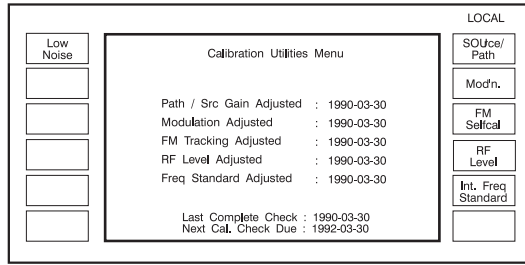 LOCAL
Low
Noise
Calibration Utilities Menu
SOUrce/
Path
Mod'n.
Path / Src Gain Adjusted : 1990-03-30
Modulation Adjusted : 1990-03-30
FM
Selfcal
FM Tracking Adjusted : 1990-03-30
RF Level Adjusted : 1990-03-30
RF
Level
Freq Standard Adjusted : 1990-03-30
Int. Freq
Standard
Last Complete Check : 1990-03-30
Next Cal. Check Due : 1992-03-30